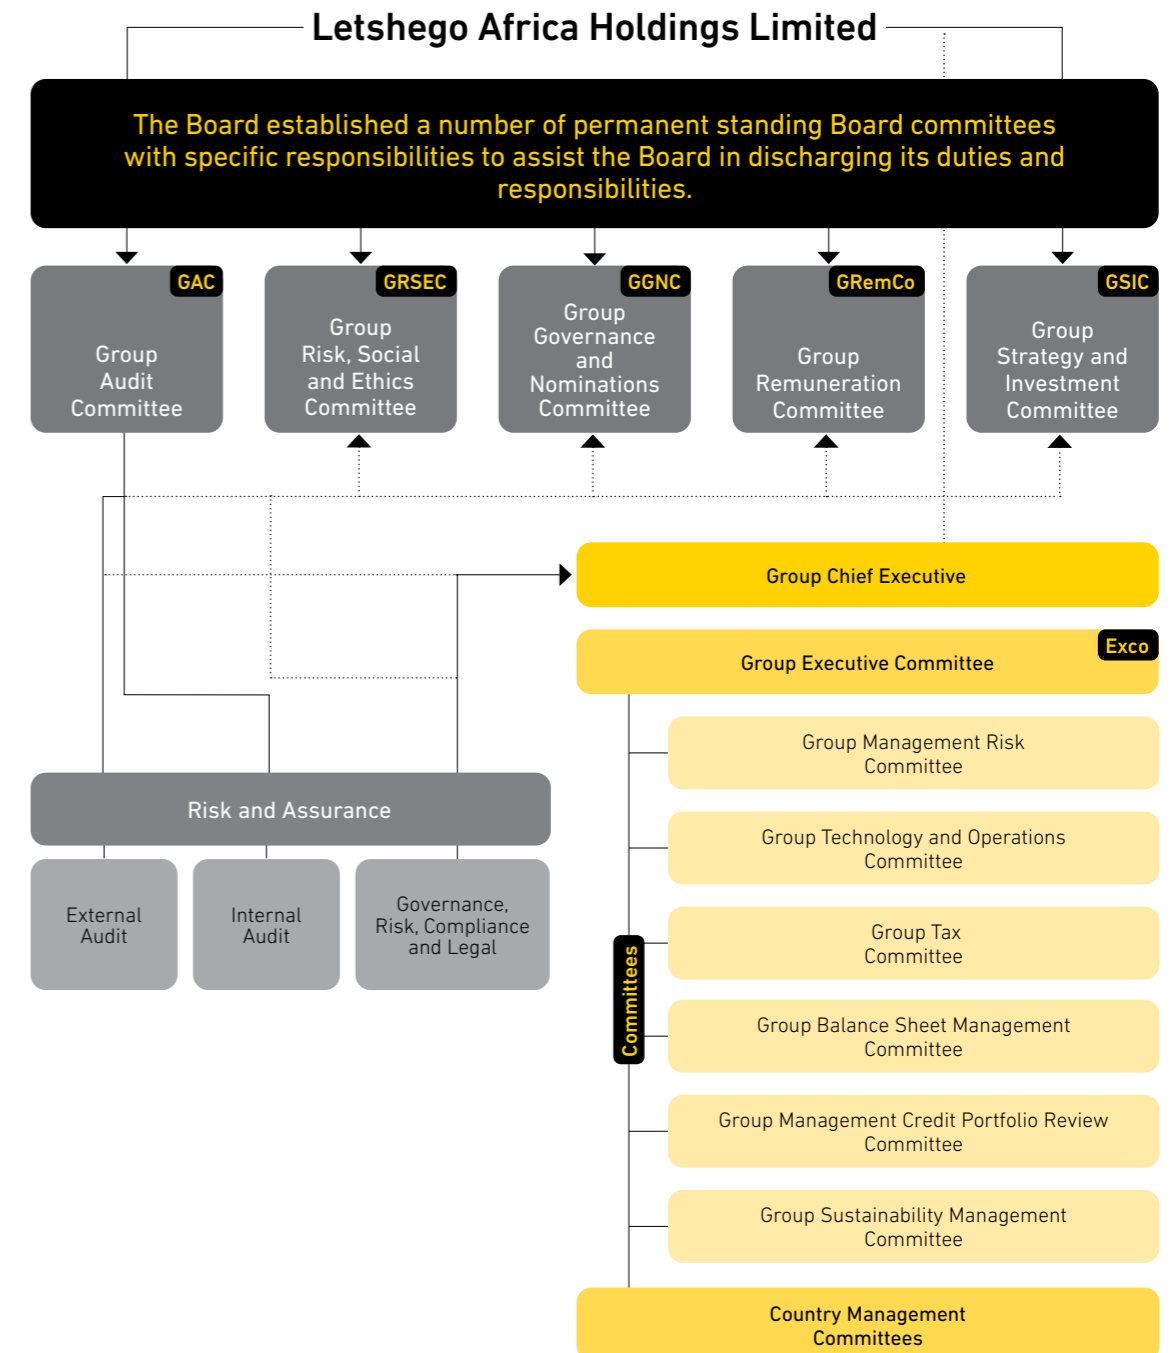 Letshego Africa Holdings Limited
The Board established a number of permanent standing Board committees
with specific responsibilities to assist the Board in discharging its duties and
responsibilities.
GAC
Group
Audit
Committee
GRSEC
Group
Risk, Social
and Ethics
Committee
GGNC
Group
Governance
and
Nominations
Committee
GRemCo
Group
Remuneration
Committee
GSIC
Group
Strategy and
Investment
Committee
Group Chief Executive
Exco
Group Executive Committee
Group Management Risk
Committee
Group Technology and Operations
Committee
Group Tax
Committee
Group Balance Sheet Management
Committee
Group Management Credit Portfolio Review
Committee
Group Sustainability Management
Committee
Committees
Country Management
Committees
Risk and Assurance
External
Audit
Internal
Audit
Governance,
Risk, Compliance
and Legal